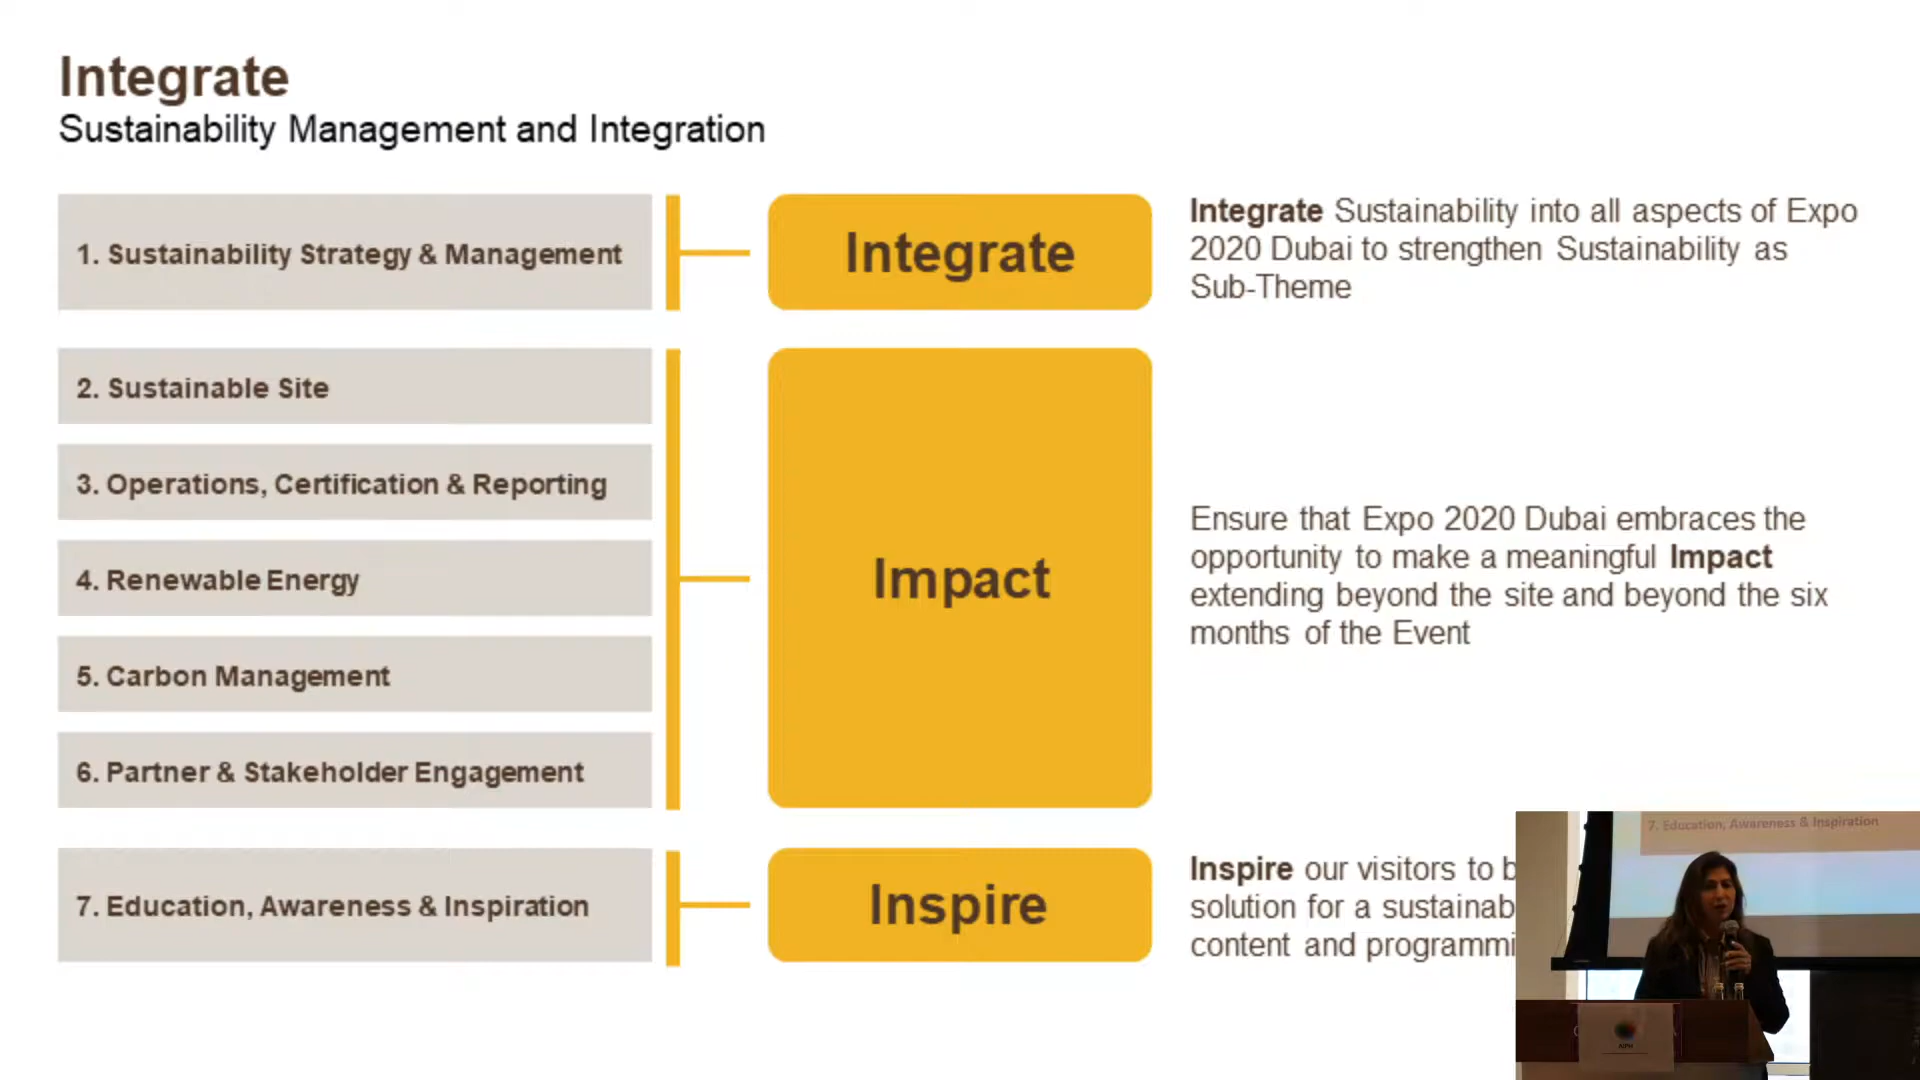 Integrate
Sustainability Management and Integration
1. Sustainability Strategy & Management
Integrate
Integrate Sustainability into all aspects of Expo
2020 Dubai to strengthen Sustainability as
Sub-Theme
2. Sustainable Site
3. Operations, Certification & Reporting
4. Renewable Energy
5. Carbon Management
6. Partner & Stakeholder Engagement
Impact
Ensure that Expo 2020 Dubai embraces the
opportunity to make a meaningful Impact
extending beyond the site and beyond the six
months of the Event
7. Education, Awareness & Inspiration
Inspire
Inspire our visitors to
solution for a
content and
7. Education, Awareness & Inspiration
AIPH